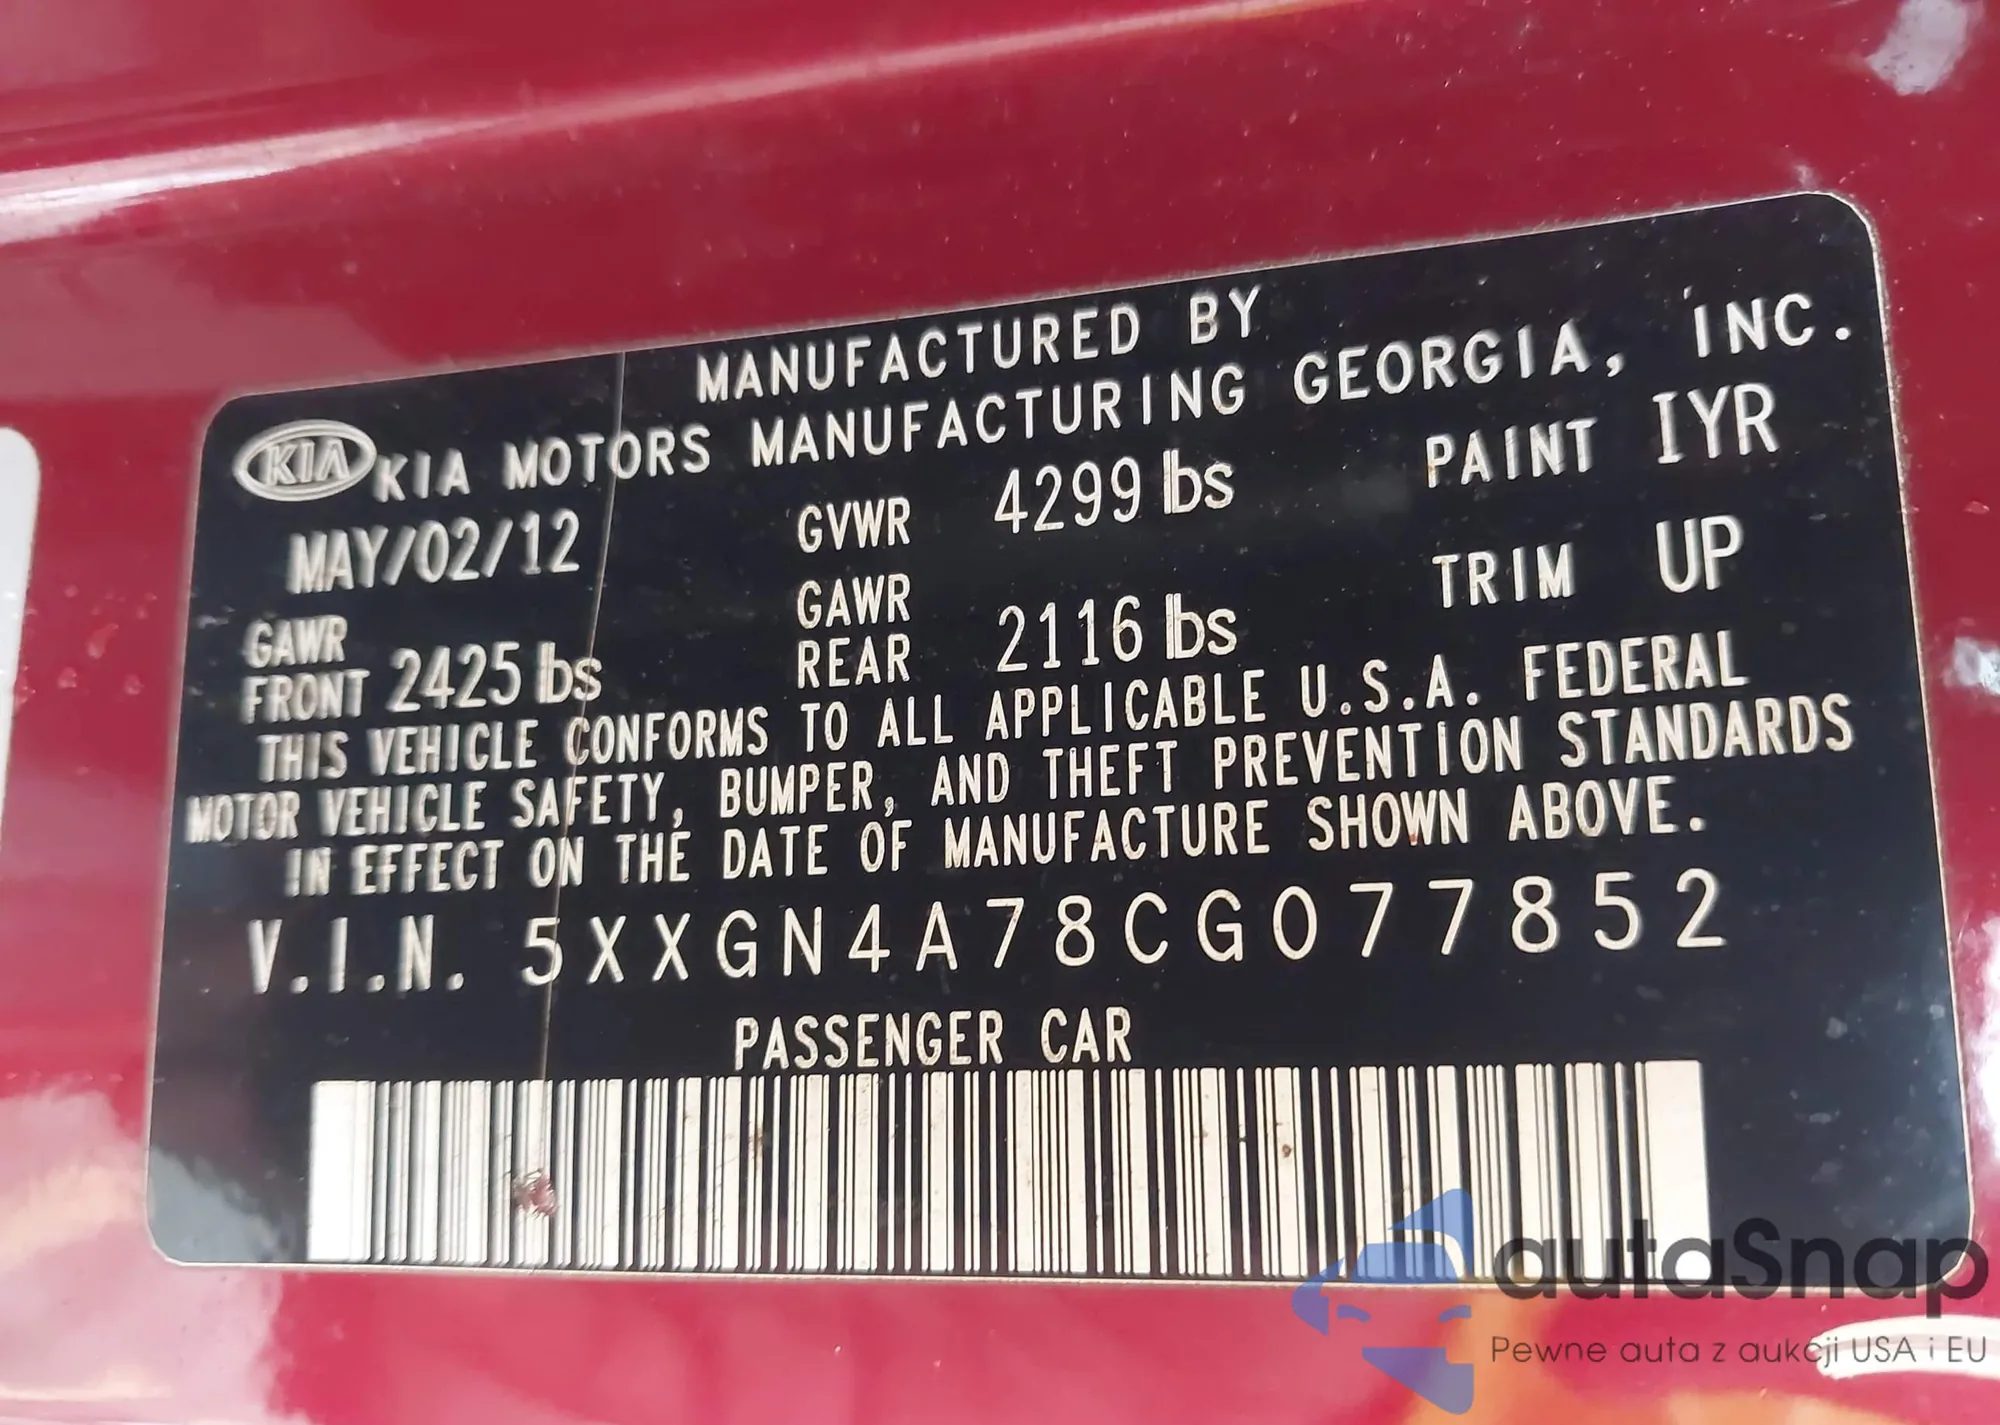 MANUFACTURED BY
KIA KIA MOTORS MANUFACTURING GEORGIA, INC.
MAY/02/12 GVWR 4299 lbs PAINT IYR
GAWR FRONT 2425 lbs GAWR REAR 2116 lbs TRIM UP
THIS VEHICLE CONFORMS TO ALL APPLICABLE U.S.A. FEDERAL
MOTOR VEHICLE SAFETY, BUMPER, AND THEFT PREVENTION STANDARDS
IN EFFECT ON THE DATE OF MANUFACTURE SHOWN ABOVE.
V.I.N. 5XXGN4A78CG077852
PASSENGER CAR
autaSnap
Pewne auta z aukcji USA i EU